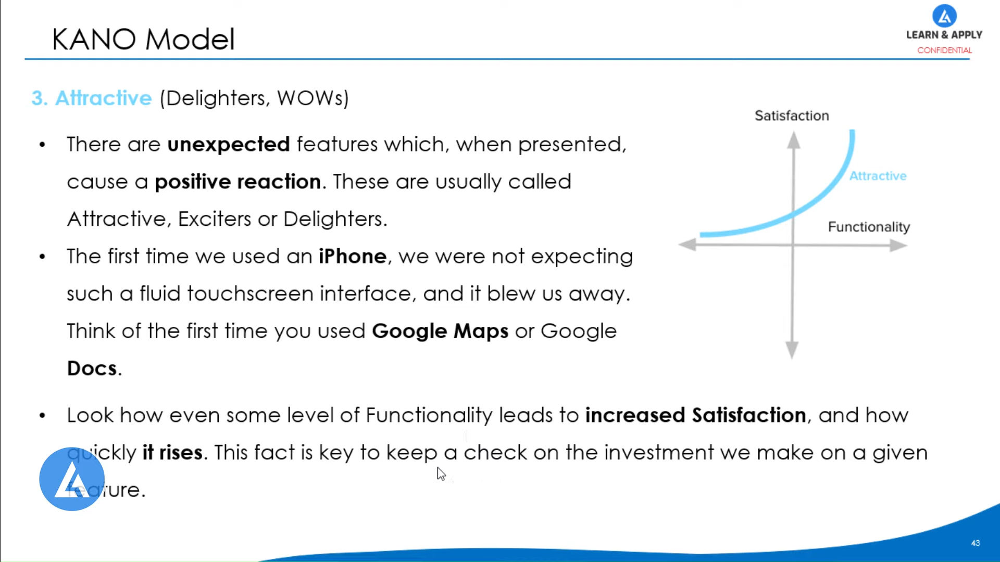 KANO Model
LEARN & APPLY
CONFIDENTIAL
3. Attractive (Delighters, WOWs)
• There are unexpected features which, when presented,
cause a positive reaction. These are usually called
Attractive, Exciters or Delighters.
• The first time we used an iPhone, we were not expecting
such a fluid touchscreen interface, and it blew us away.
Think of the first time you used Google Maps or Google
Docs.
Satisfaction
Attractive
Functionality
• Look how even some level of Functionality leads to increased Satisfaction, and how
quickly it rises. This fact is key to keep a check on the investment we make on a given
feature.
43